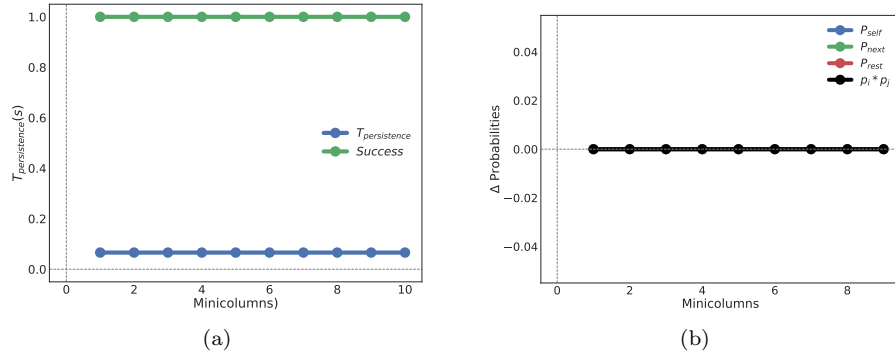 1.0
0.8
0.6
0.4
0.2
0.0
T_persistence(s)
T_persistence
Success
0 2 4 6 8 10
Minicolumns)
(a)
0.04
0.02
0.00
−0.02
−0.04
Δ Probabilities
P_self
P_next
P_rest
p_i * p_j
0 2 4 6 8
Minicolumns
(b)